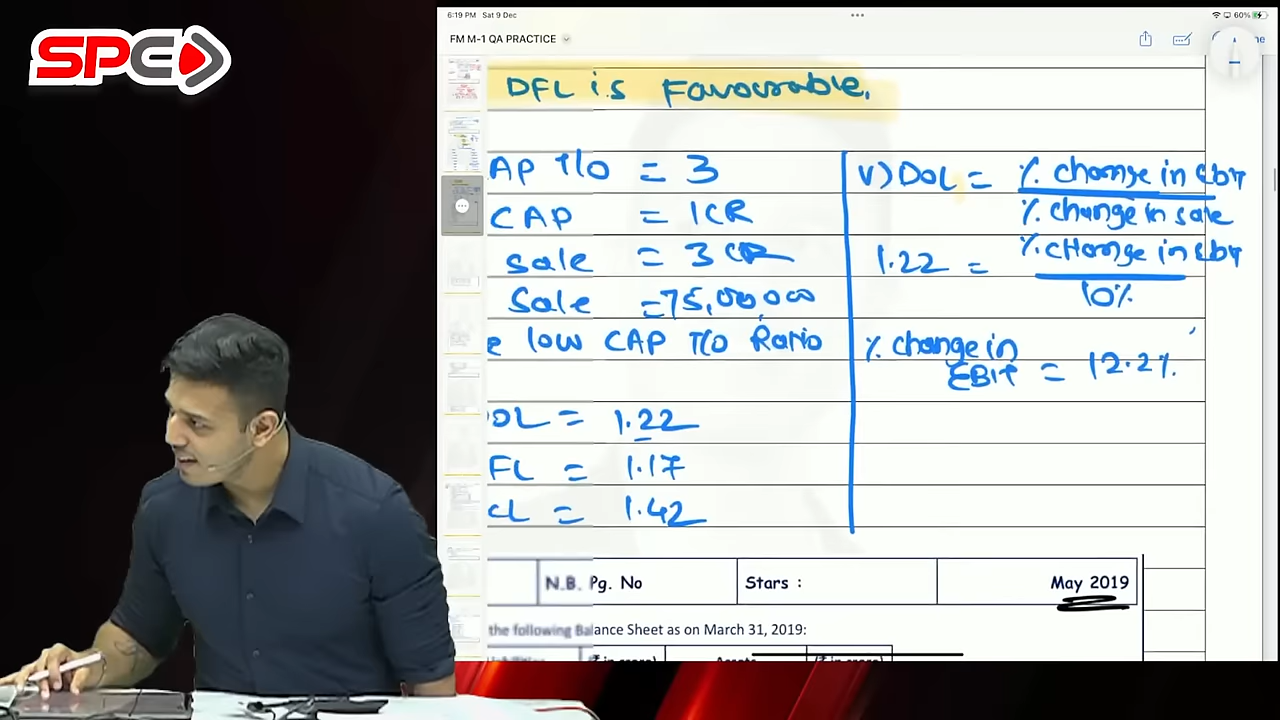 SPC
6:19 PM Sat 9 Dec
60%
FM M-1 QA PRACTICE
DFL is Favourable.
AP T/O = 3
CAP = 1CR
sale = 3 CR
Sale =75,00,000
e low CAP T/O Ratio
OL = 1.22
FL = 1.17
CL = 1.42
V) DOL = % change in Ebit
% change in sale
1.22 = % change in Ebit
10%
% change in
EBIT = 12.2%
N.B. Pg. No
Stars :
May 2019
the following Balance Sheet as on March 31, 2019: